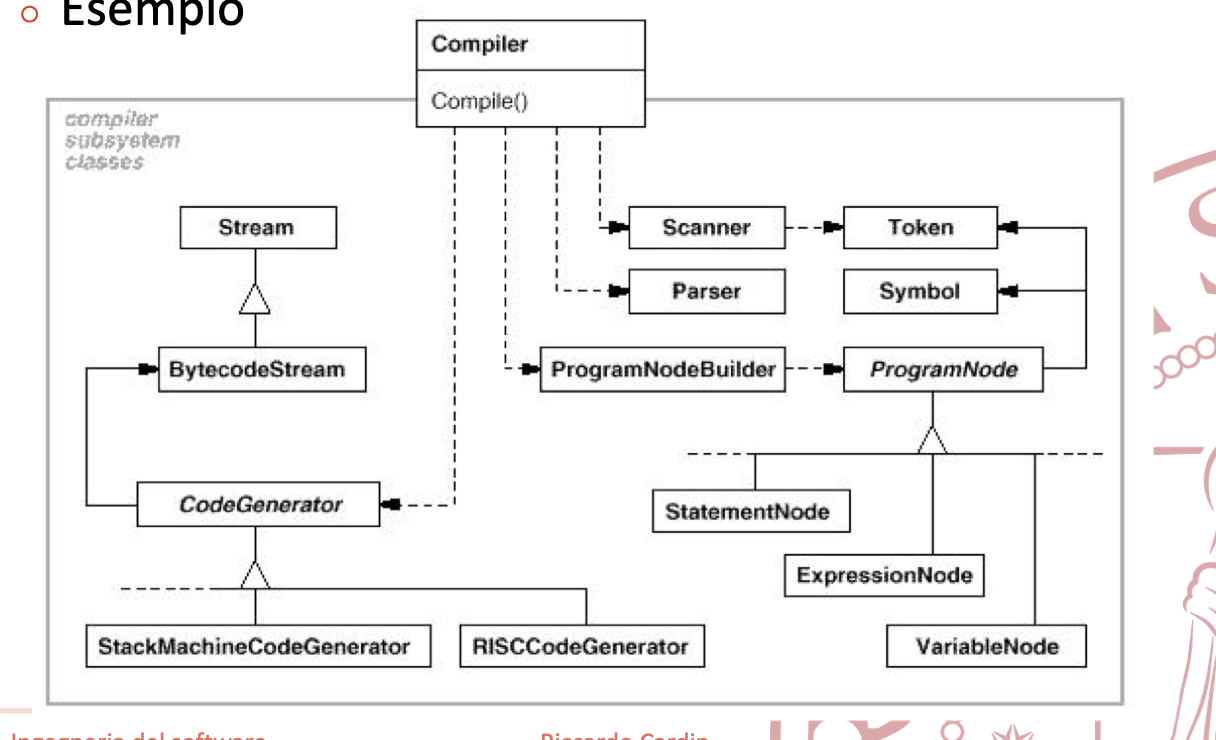 Esempio
Compiler
Compile()
compiler
subsystem
classes
Stream
Scanner
Token
Parser
Symbol
BytecodeStream
ProgramNodeBuilder
ProgramNode
CodeGenerator
StatementNode
ExpressionNode
StackMachineCodeGenerator
RISCCodeGenerator
VariableNode
Ingegneria del software
Riccardo Cardin